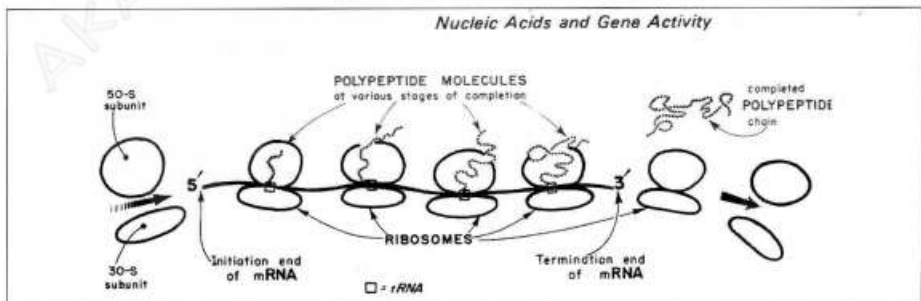 Nucleic Acids and Gene Activity
POLYPEPTIDE MOLECULES
at various stages of completion
completed
POLYPEPTIDE
chain
50-S
subunit
5'
3'
RIBOSOMES
Initiation end
of mRNA
Termination end
of mRNA
30-S
subunit
= tRNA